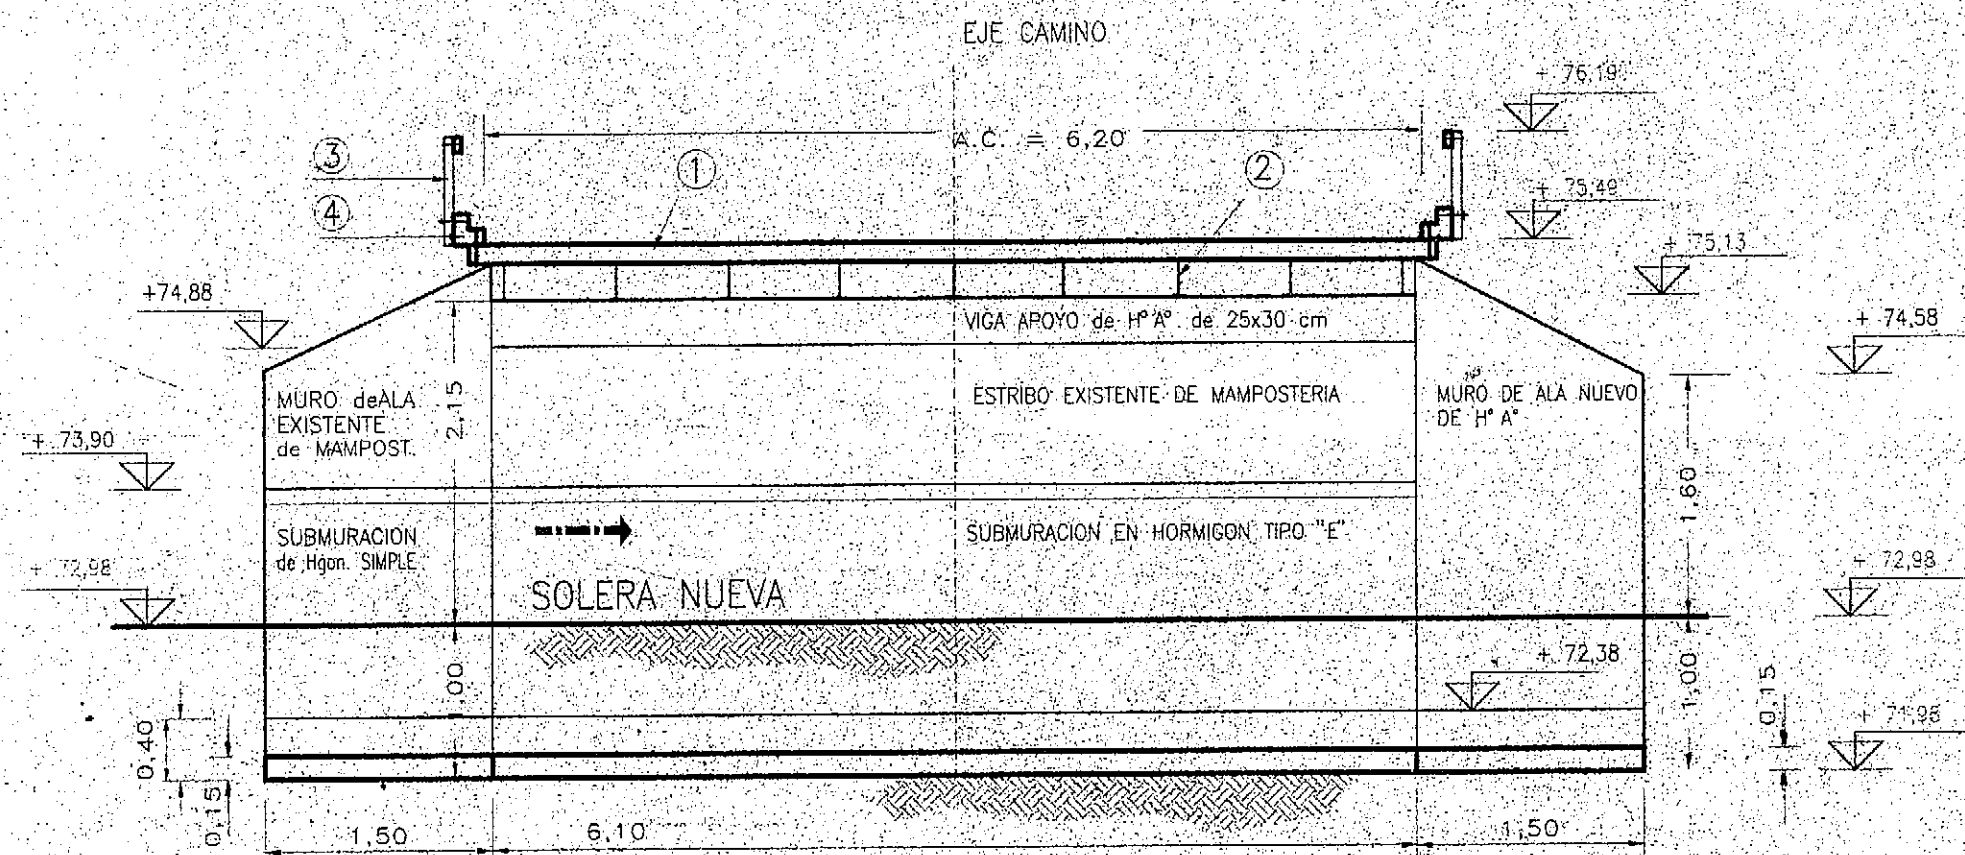 EJE CAMINO
+ 76,19
A.C. = 6,20
3
1
2
+ 75,49
4
+ 75,13
+74,88
+ 74,58
VIGA APOYO de H°A° de 25x30 cm
MURO deALA
EXISTENTE
de MAMPOST.
2,15
ESTRIBO EXISTENTE DE MAMPOSTERIA
MURO DE ALA NUEVO
DE H° A°
+ 73,90
1,60
SUBMURACION
de Hgon. SIMPLE
SUBMURACION EN HORMIGON TIPO "E"
+ 72,98
+ 72,98
SOLERA NUEVA
+ 72,38
1,00
0,15
+ 71,98
0,40
0,15
1,50
6,10
1,50